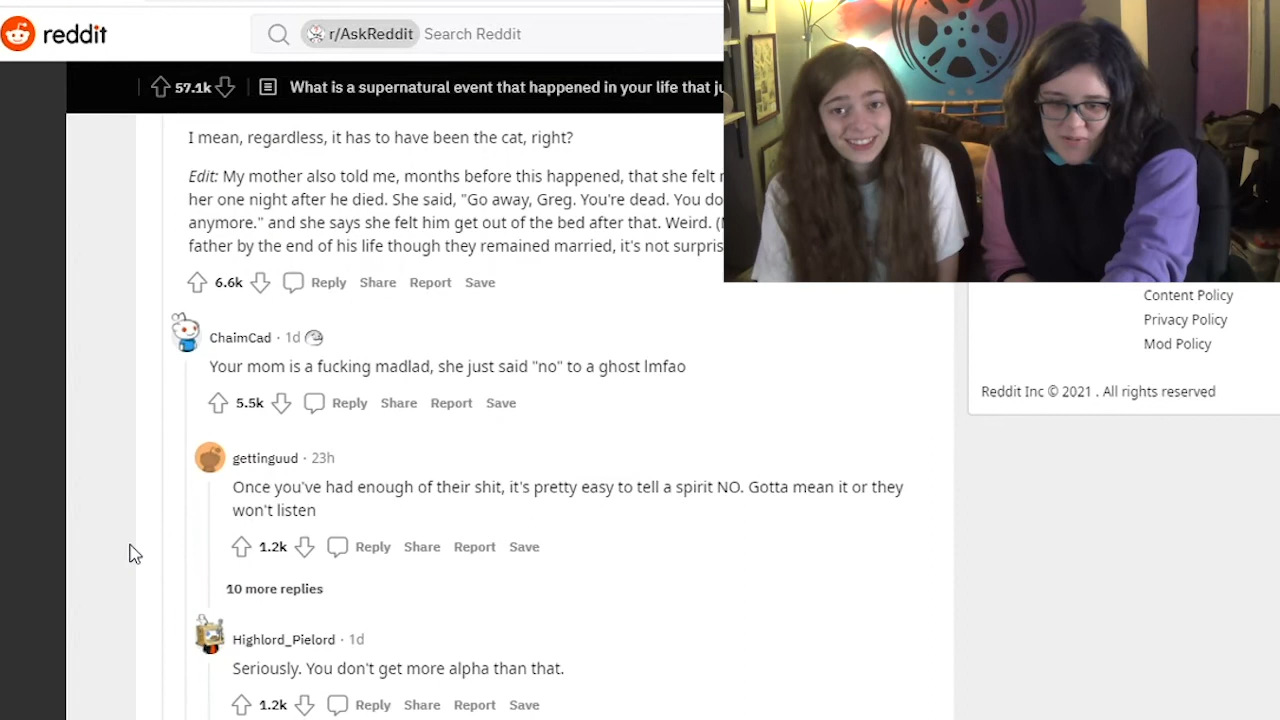 reddit
r/AskReddit Search Reddit
57.1k What is a supernatural event that happened in your life that
I mean, regardless, it has to have been the cat, right?
Edit: My mother also told me, months before this happened, that she felt
her one night after he died. She said, "Go away, Greg. You're dead. You
anymore." and she says she felt him get out of the bed after that. Weird.
father by the end of his life though they remained married, it's not
6.6k Reply Share Report Save
ChaimCad · 1d
Your mom is a fucking madlad, she just said "no" to a ghost lmfao
5.5k Reply Share Report Save
gettinguud · 23h
Once you've had enough of their shit, it's pretty easy to tell a spirit NO. Gotta mean it or they
won't listen
1.2k Reply Share Report Save
10 more replies
Highlord_Pielord · 1d
Seriously. You don't get more alpha than that.
1.2k Reply Share Report Save
Content Policy
Privacy Policy
Mod Policy
Reddit Inc © 2021 . All rights reserved